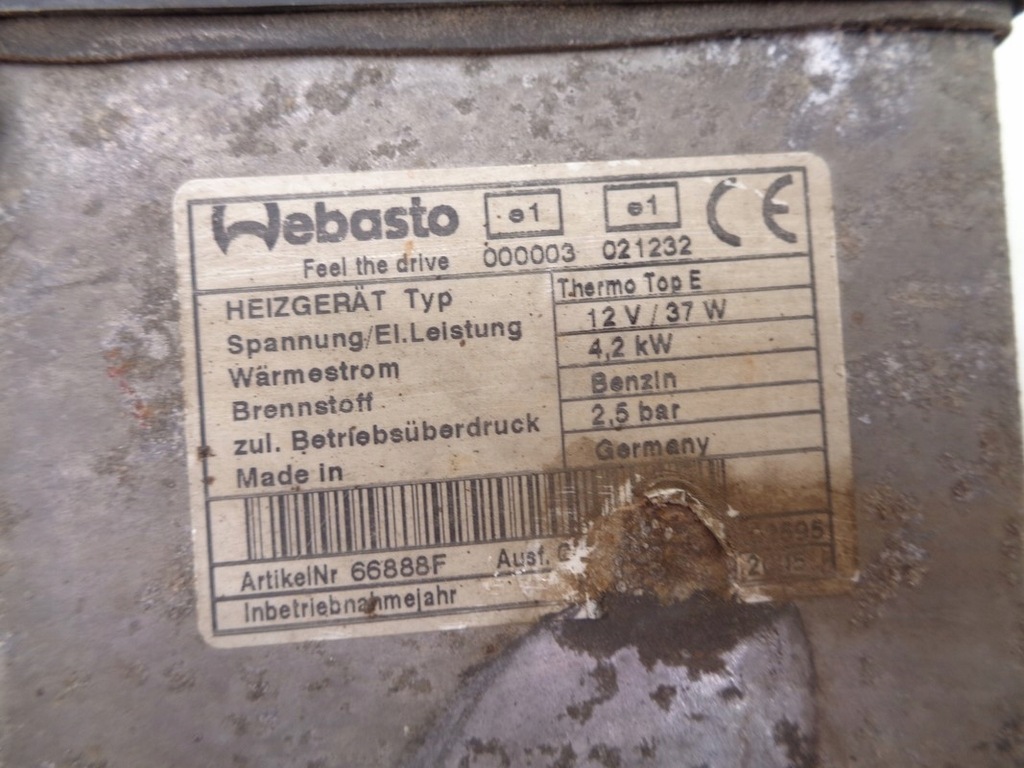 Webasto e1 e1 CE
Feel the drive 000003 021232
HEIZGERÄT Typ Thermo Top E
Spannung/El.Leistung 12 V / 37 W
Wärmestrom 4,2 kW
Brennstoff Benzin
zul. Betriebsüberdruck 2,5 bar
Made in Germany
ArtikelNr 66888F Ausf.
Inbetriebnahmejahr